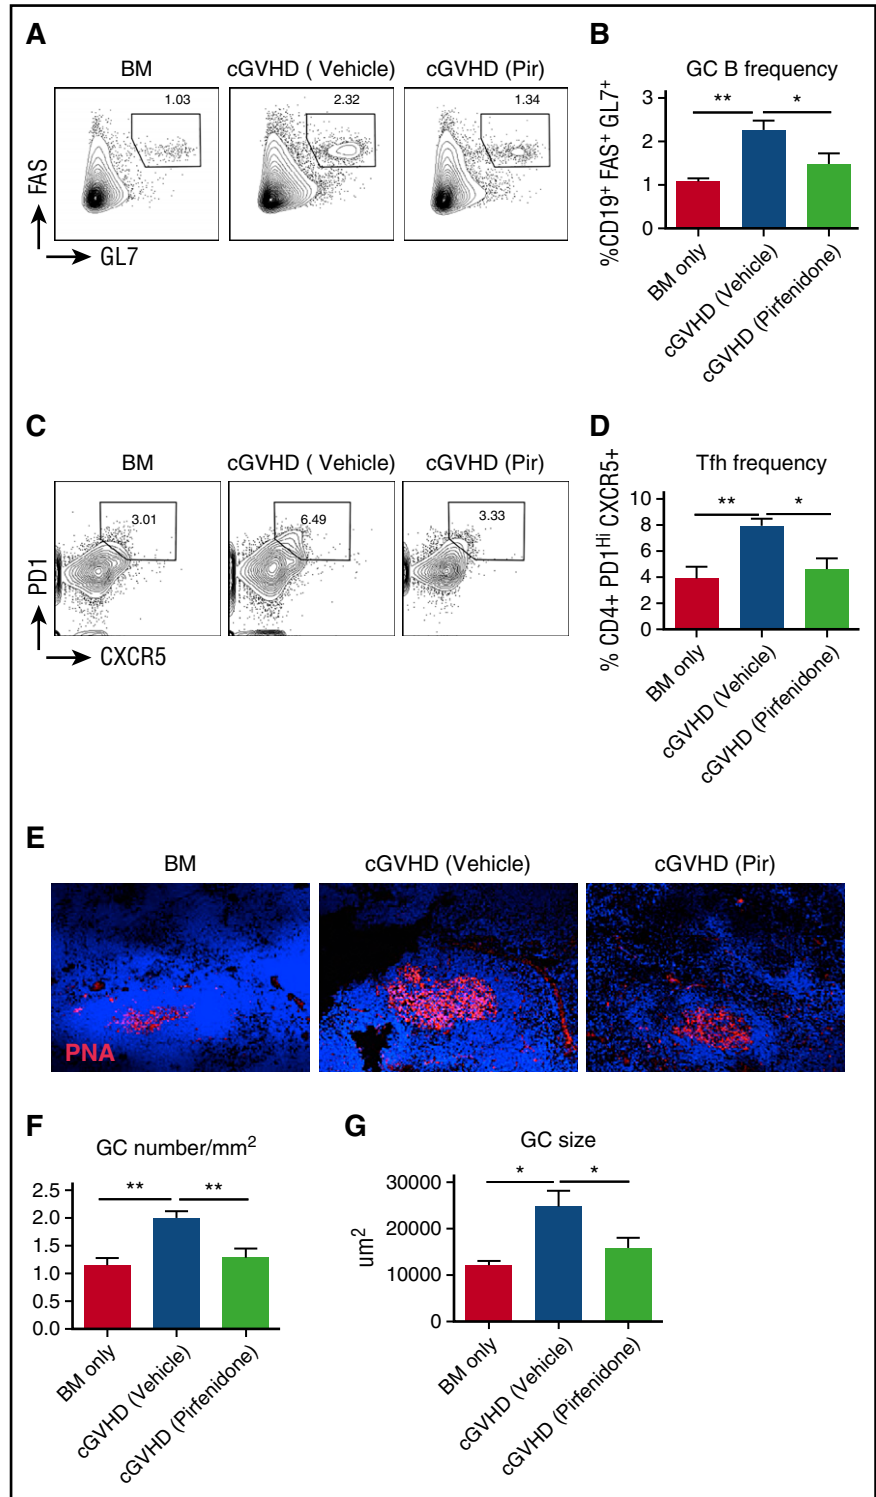 A
BM
cGVHD ( Vehicle)
cGVHD (Pir)
1.03
2.32
1.34
FAS
GL7
B
GC B frequency
%CD19+ FAS+ GL7+
3
2
1
0
**
*
BM only
cGVHD (Vehicle)
cGVHD (Pirfenidone)
C
BM
cGVHD ( Vehicle)
cGVHD (Pir)
3.01
6.49
3.33
PD1
CXCR5
D
Tfh frequency
% CD4+ PD1Hi CXCR5+
10
8
6
4
2
0
**
*
BM only
cGVHD (Vehicle)
cGVHD (Pirfenidone)
E
BM
cGVHD (Vehicle)
cGVHD (Pir)
PNA
F
GC number/mm2
2.5
2.0
1.5
1.0
0.5
0.0
**
**
BM only
cGVHD (Vehicle)
cGVHD (Pirfenidone)
G
GC size
um2
30000
20000
10000
0
*
*
BM only
cGVHD (Vehicle)
cGVHD (Pirfenidone)